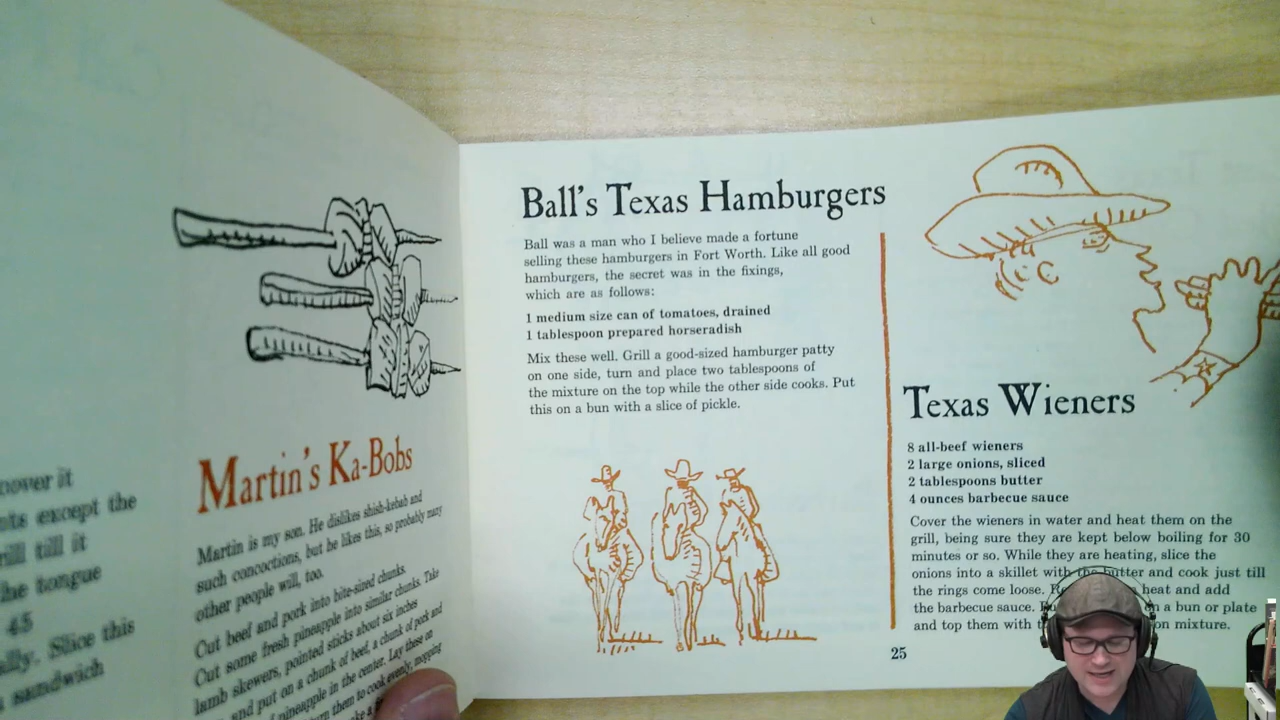 cover it
except the
grill till it
the tongue
45
Slice this
sandwich
Martin's Ka-Bobs
Martin is my son. He dislikes shish-kebab and
such concoctions, but he likes this, so probably many
other people will, too.
Cut beef and pork into bite-sized chunks.
Cut some fresh pineapple into similar chunks. Take
lamb skewers, pointed sticks about six inches
and put on a chunk of beef, a chunk of pork and
of pineapple in the center. Lay these on
turn them to cook evenly, mopping
Ball's Texas Hamburgers
Ball was a man who I believe made a fortune
selling these hamburgers in Fort Worth. Like all good
hamburgers, the secret was in the fixings,
which are as follows:
1 medium size can of tomatoes, drained
1 tablespoon prepared horseradish
Mix these well. Grill a good-sized hamburger patty
on one side, turn and place two tablespoons of
the mixture on the top while the other side cooks. Put
this on a bun with a slice of pickle.
Texas Wieners
8 all-beef wieners
2 large onions, sliced
2 tablespoons butter
4 ounces barbecue sauce
Cover the wieners in water and heat them on the
grill, being sure they are kept below boiling for 30
minutes or so. While they are heating, slice the
onions into a skillet with the butter and cook just till
the rings come loose. heat and add
the barbecue sauce. a bun or plate
and top them with mixture.
25